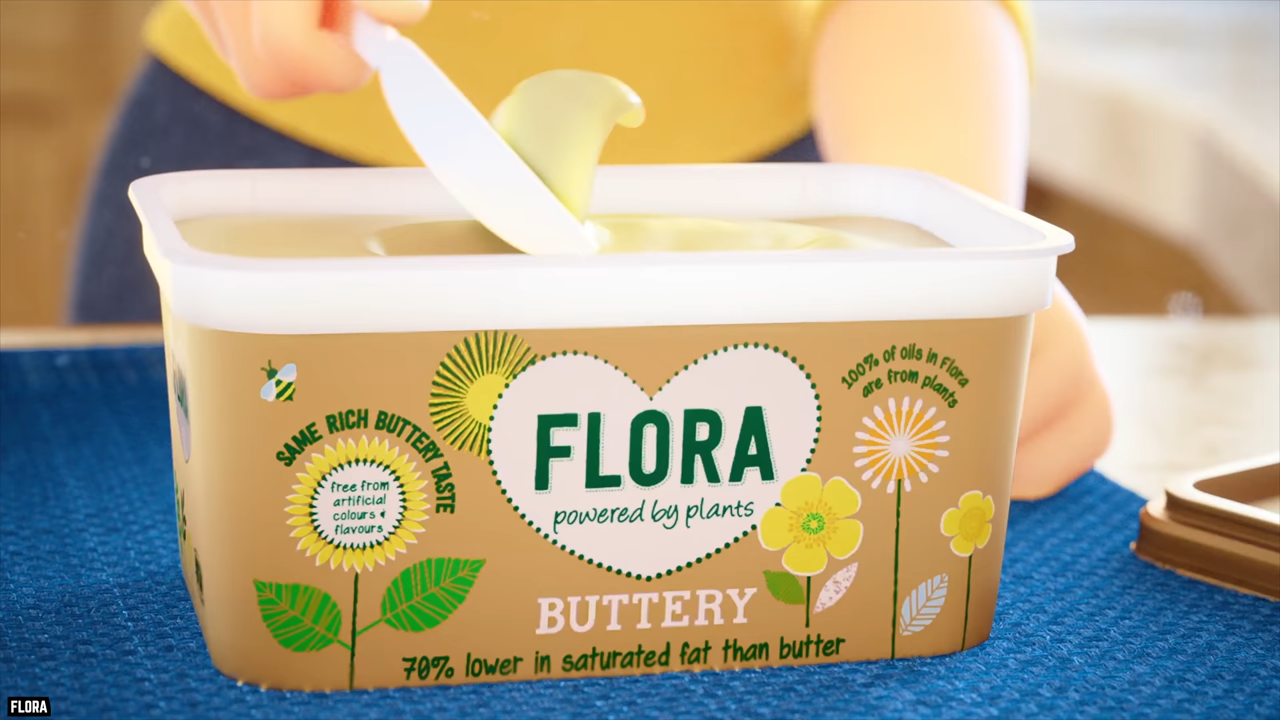 SAME RICH BUTTERY TASTE
free from
artificial
colours &
flavours
FLORA
powered by plants
BUTTERY
70% lower in saturated fat than butter
100% of oils in Flora
are from plants
FLORA